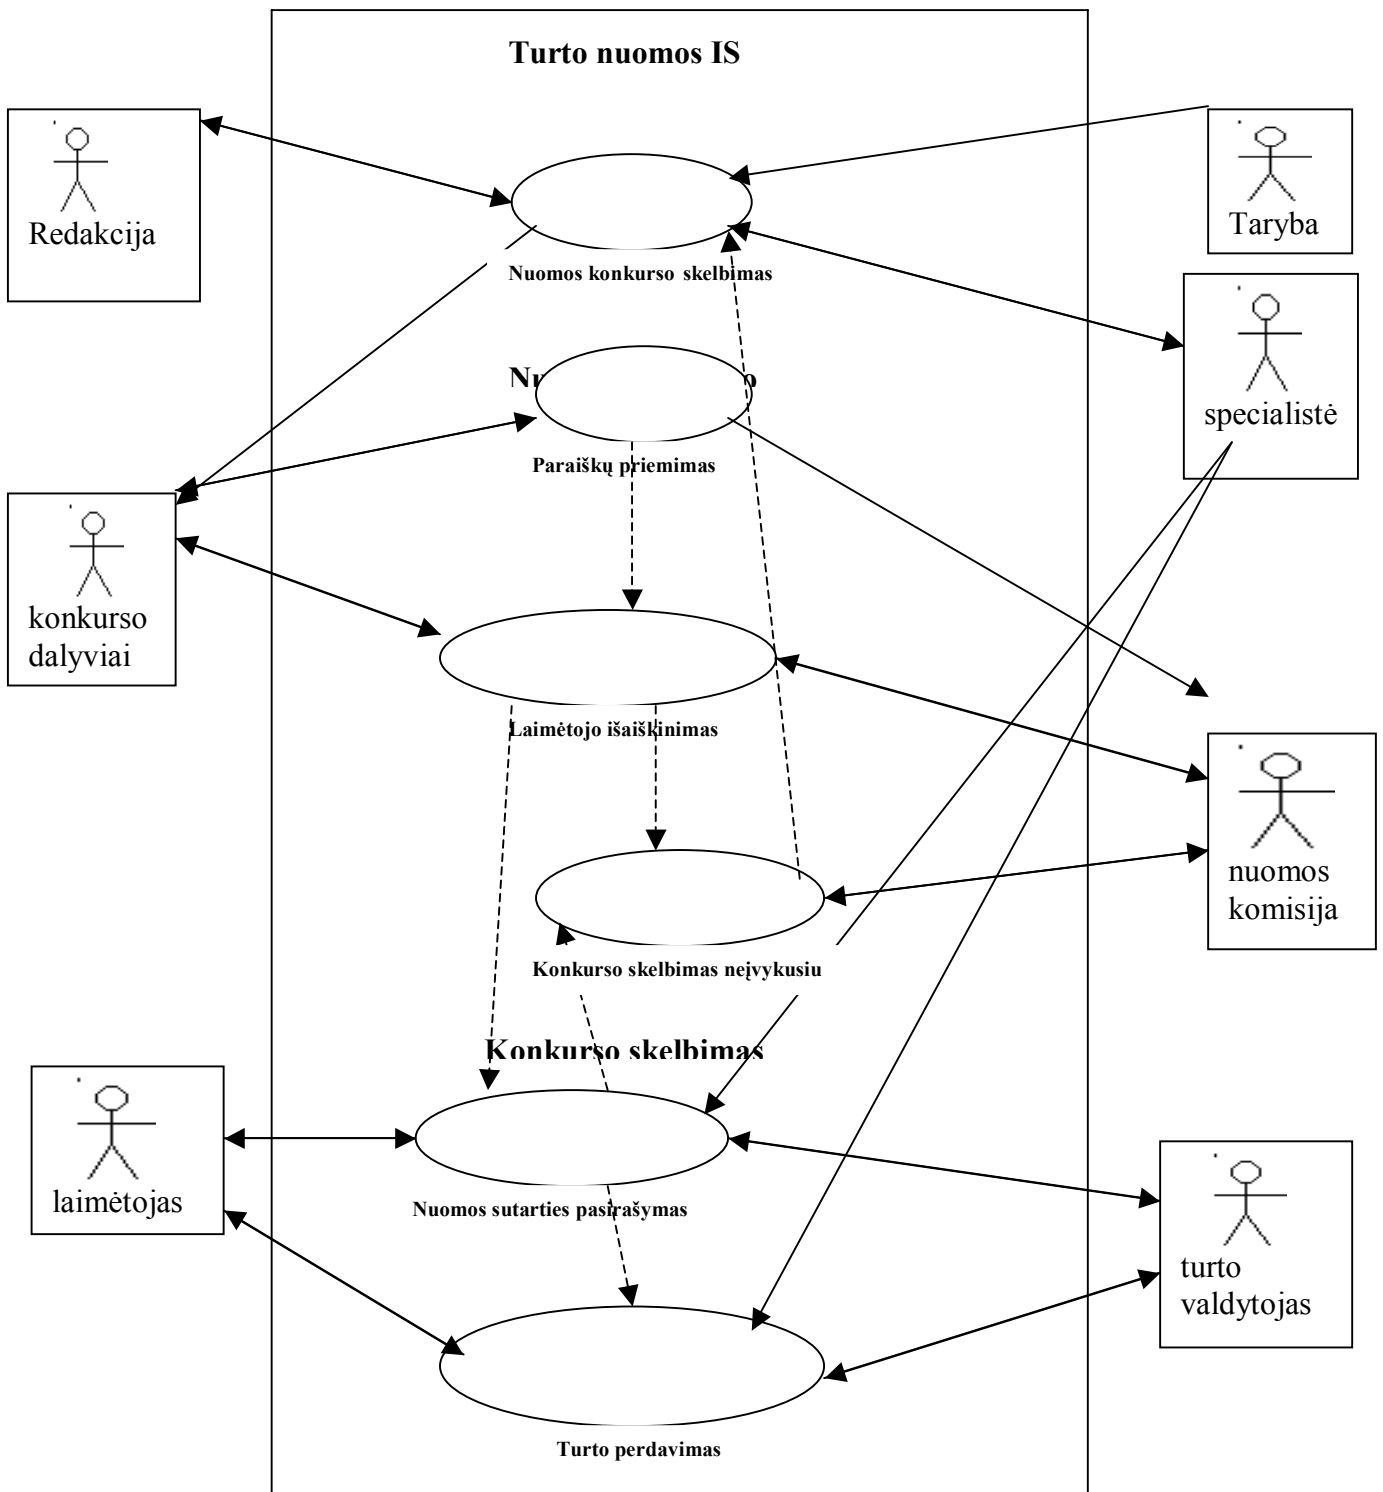 Turto nuomos IS
Redakcija
Taryba
Nuomos konkurso skelbimas
specialistė
Paraiškų priemimas
konkurso
dalyviai
Laimėtojo išaiškinimas
nuomos
komisija
Konkurso skelbimas neįvykusiu
Konkurso skelbimas
laimėtojas
Nuomos sutarties pasirašymas
turto
valdytojas
Turto perdavimas